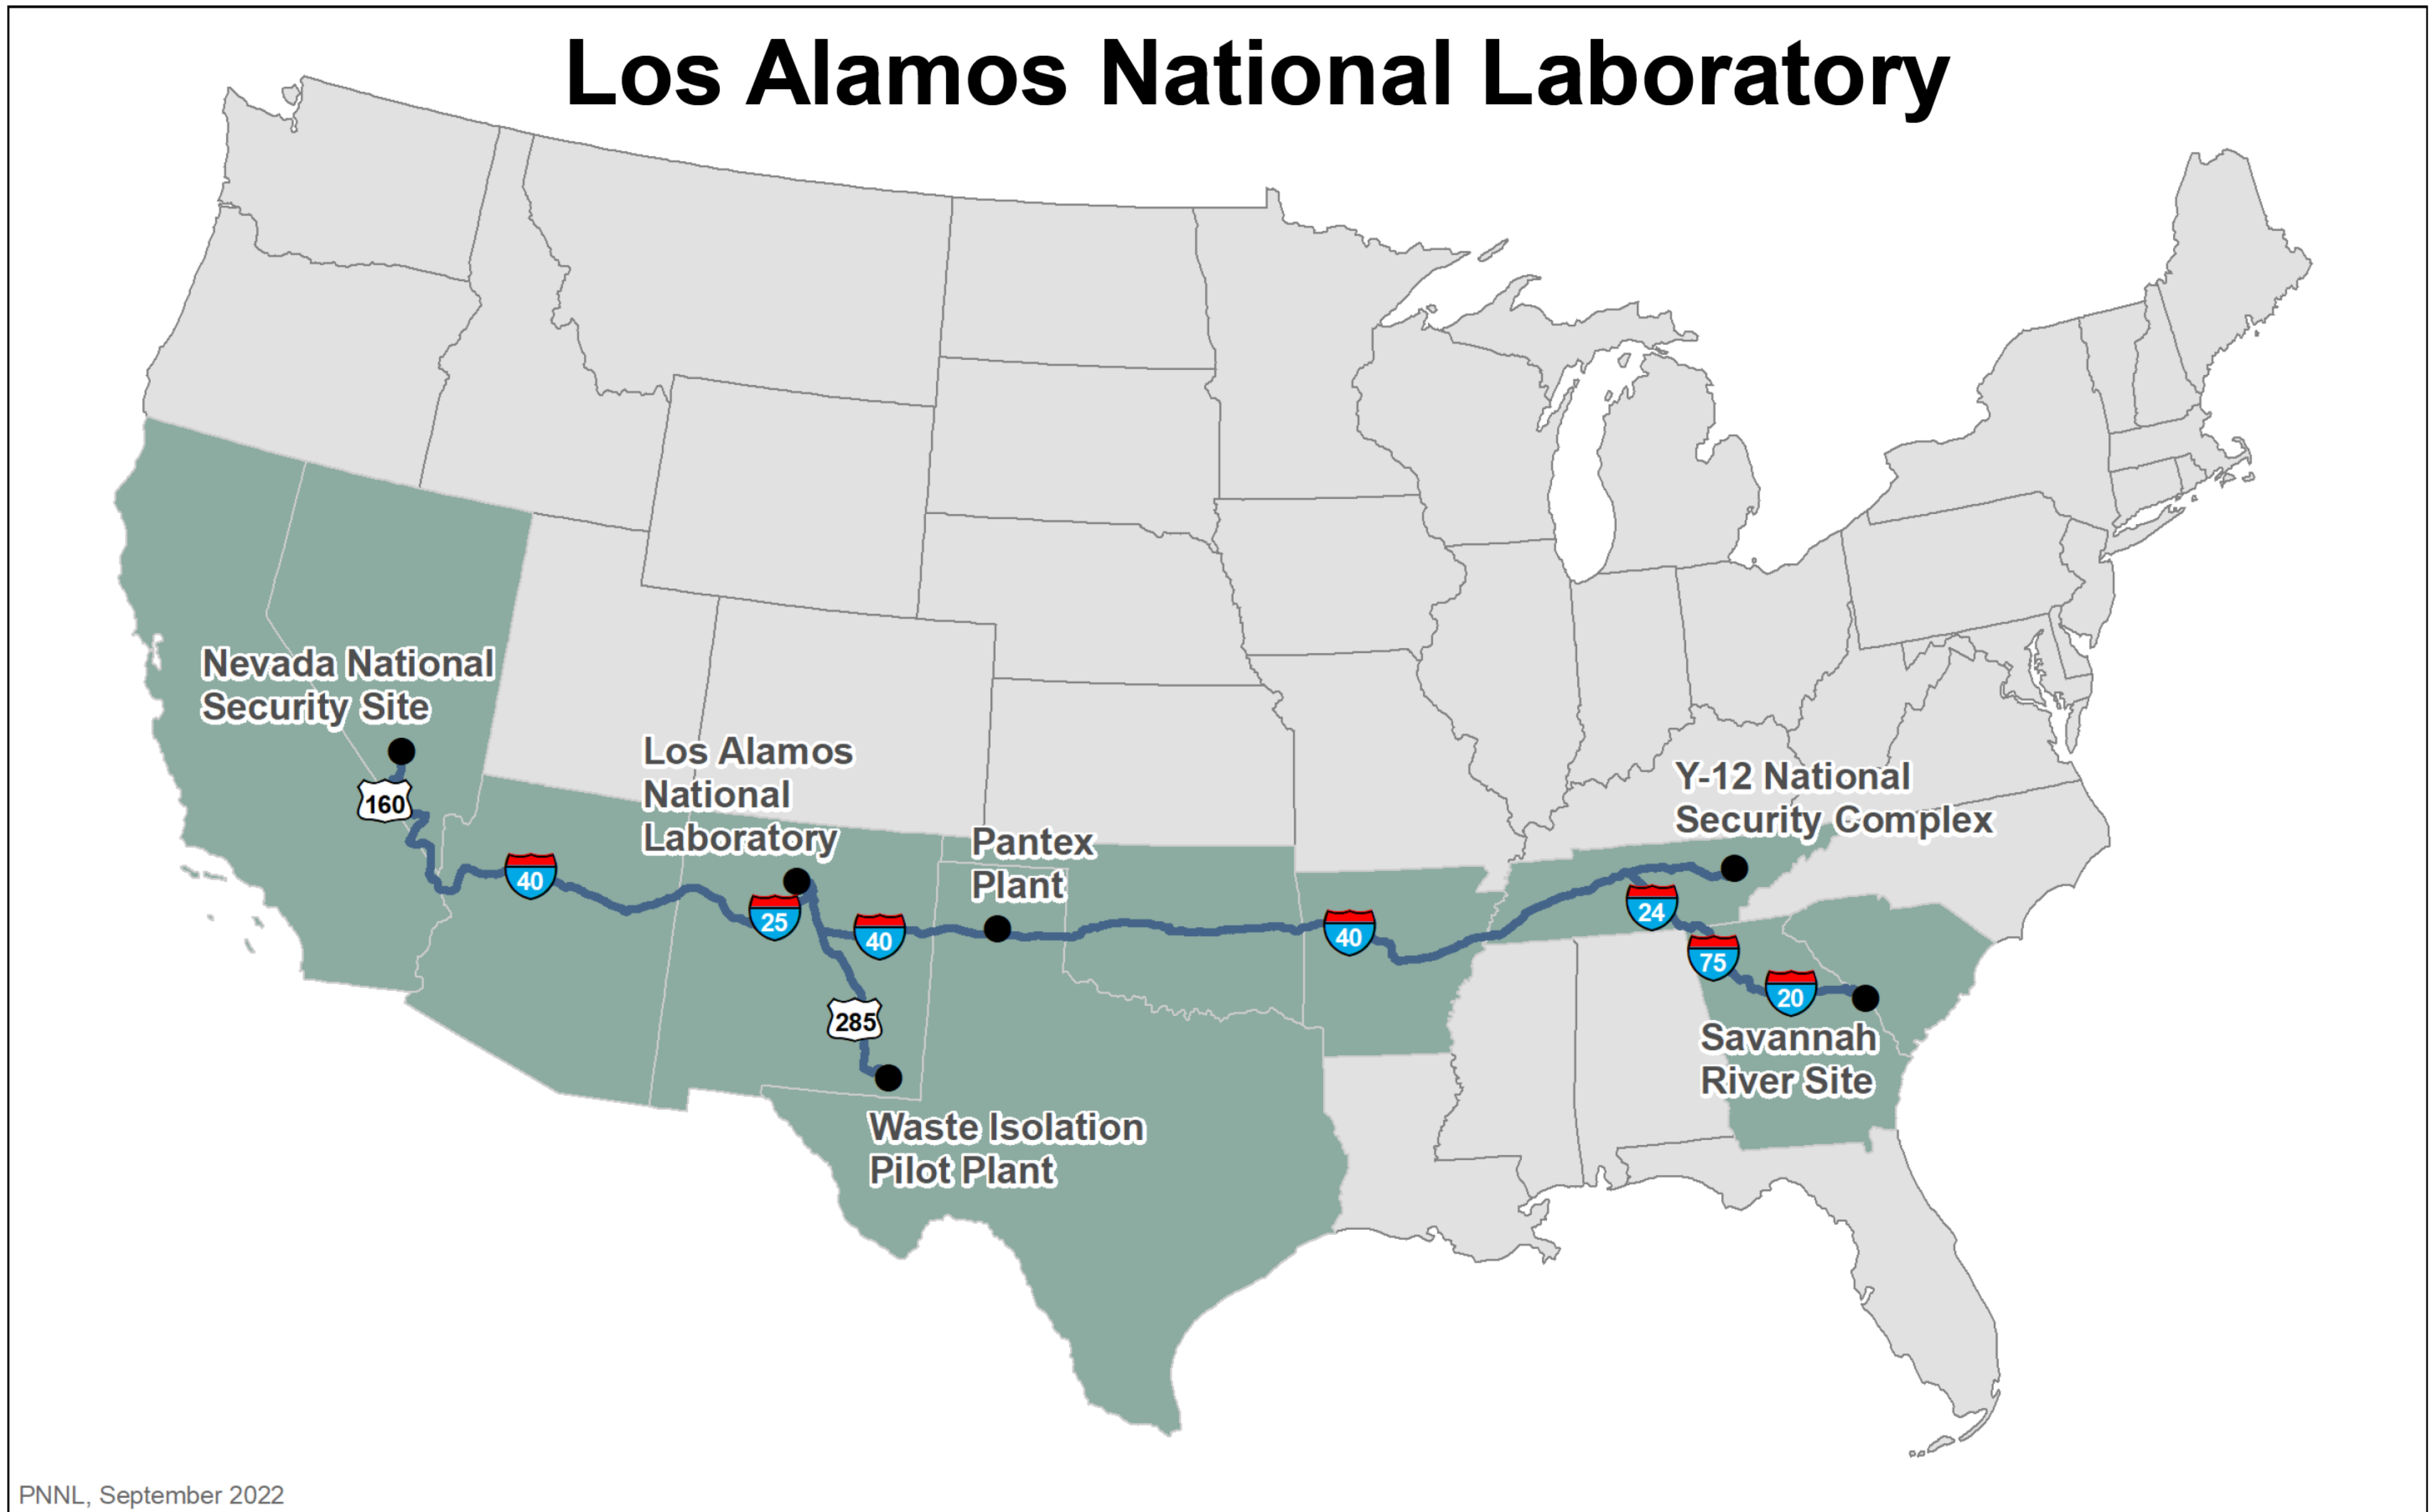 Los Alamos National Laboratory
Nevada National
Security Site
160
40
Los Alamos
National
Laboratory
25
40
Pantex
Plant
285
Waste Isolation
Pilot Plant
40
Y-12 National
Security Complex
24
75
20
Savannah
River Site
PNNL, September 2022